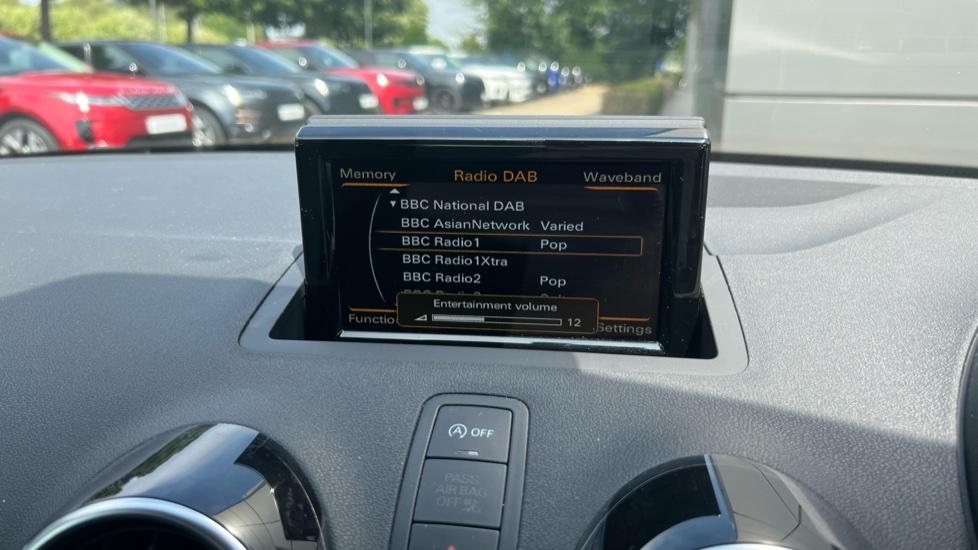 Memory Radio DAB Waveband
BBC National DAB
BBC AsianNetwork Varied
BBC Radio1 Pop
BBC Radio1Xtra
BBC Radio2 Pop
Entertainment volume
12
Functio Settings
OFF
PASS
AIR BAG
OFF